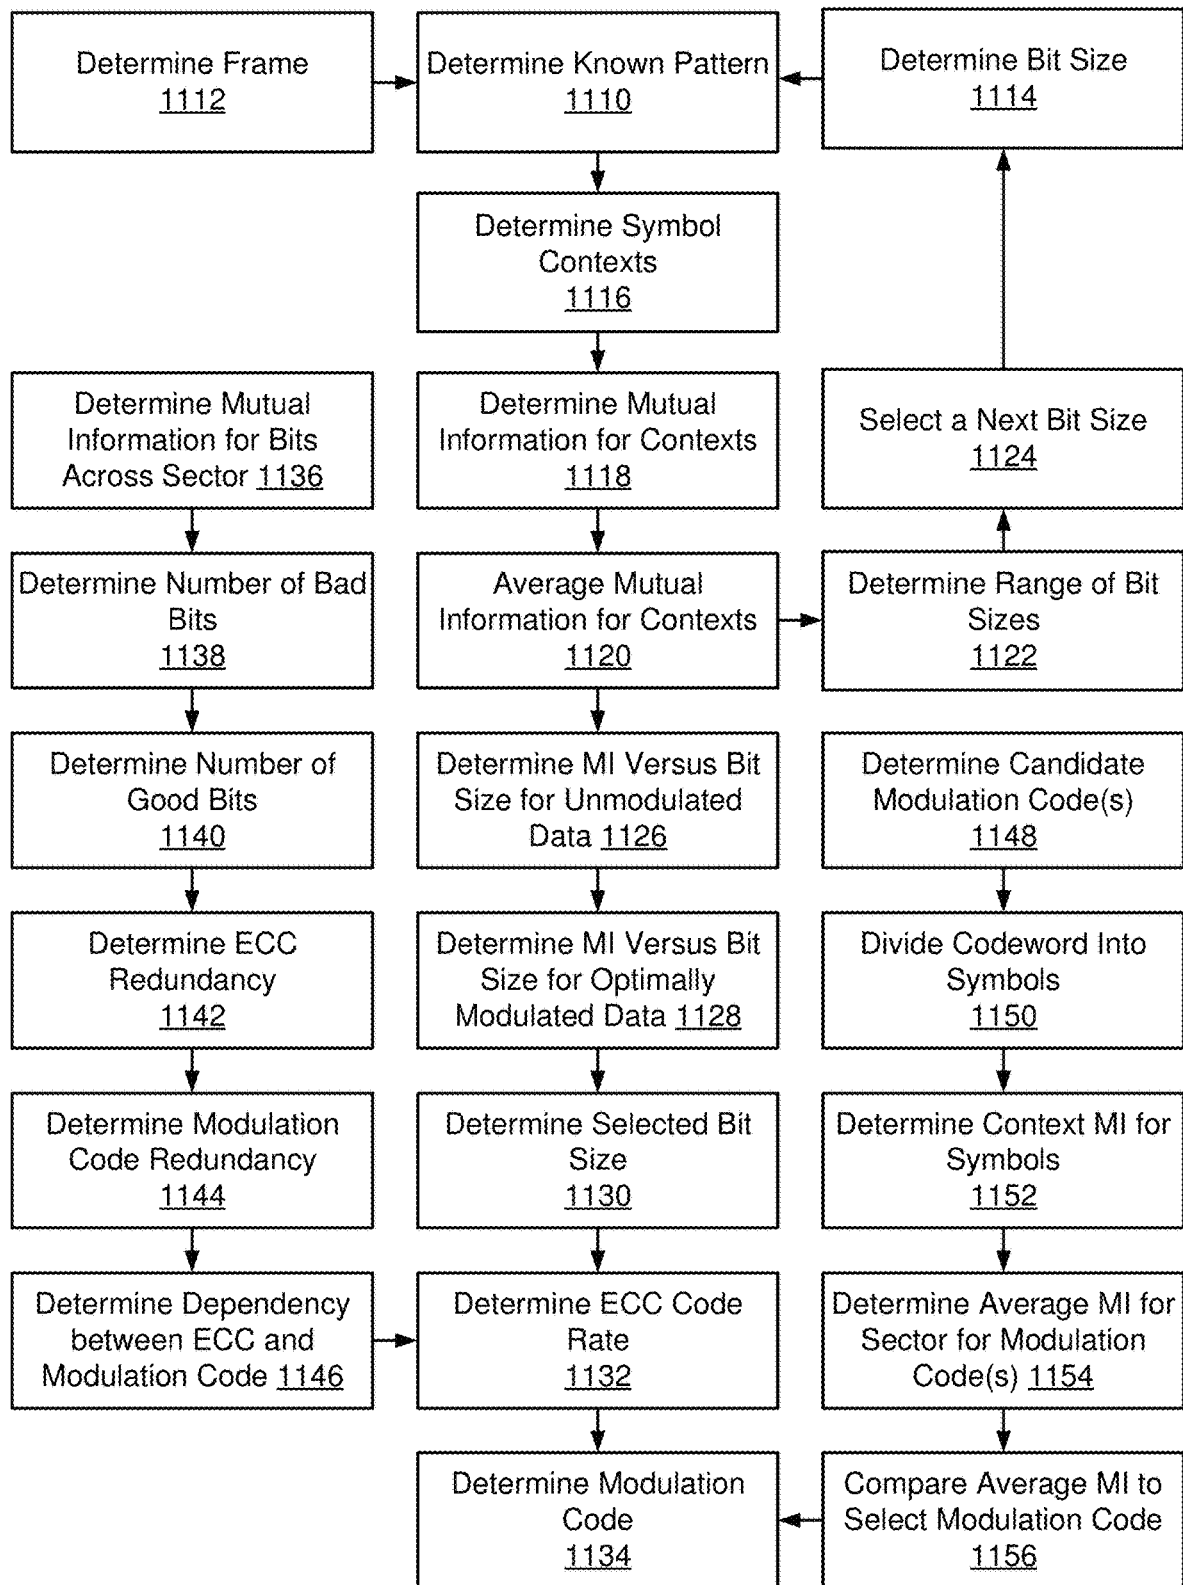 Determine Frame
1112
Determine Known Pattern
1110
Determine Bit Size
1114
Determine Symbol
Contexts
1116
Determine Mutual
Information for Bits
Across Sector 1136
Determine Mutual
Information for Contexts
1118
Select a Next Bit Size
1124
Determine Number of Bad
Bits
1138
Average Mutual
Information for Contexts
1120
Determine Range of Bit
Sizes
1122
Determine Number of
Good Bits
1140
Determine MI Versus Bit
Size for Unmodulated
Data 1126
Determine Candidate
Modulation Code(s)
1148
Determine ECC
Redundancy
1142
Determine MI Versus Bit
Size for Optimally
Modulated Data 1128
Divide Codeword Into
Symbols
1150
Determine Modulation
Code Redundancy
1144
Determine Selected Bit
Size
1130
Determine Context MI for
Symbols
1152
Determine Dependency
between ECC and
Modulation Code 1146
Determine ECC Code
Rate
1132
Determine Average MI for
Sector for Modulation
Code(s) 1154
Determine Modulation
Code
1134
Compare Average MI to
Select Modulation Code
1156